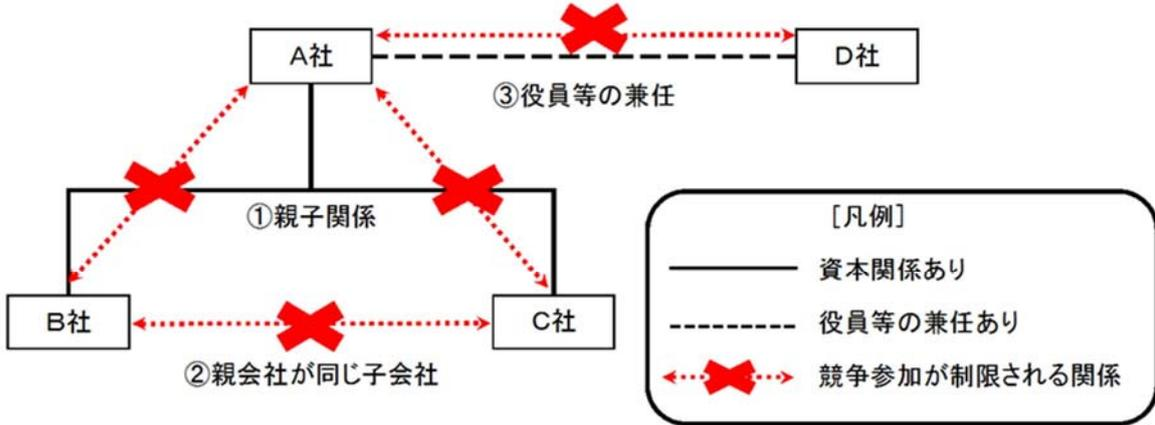 A社
D社
③役員等の兼任
①親子関係
B社
C社
②親会社が同じ子会社
[凡例]
資本関係あり
役員等の兼任あり
競争参加が制限される関係